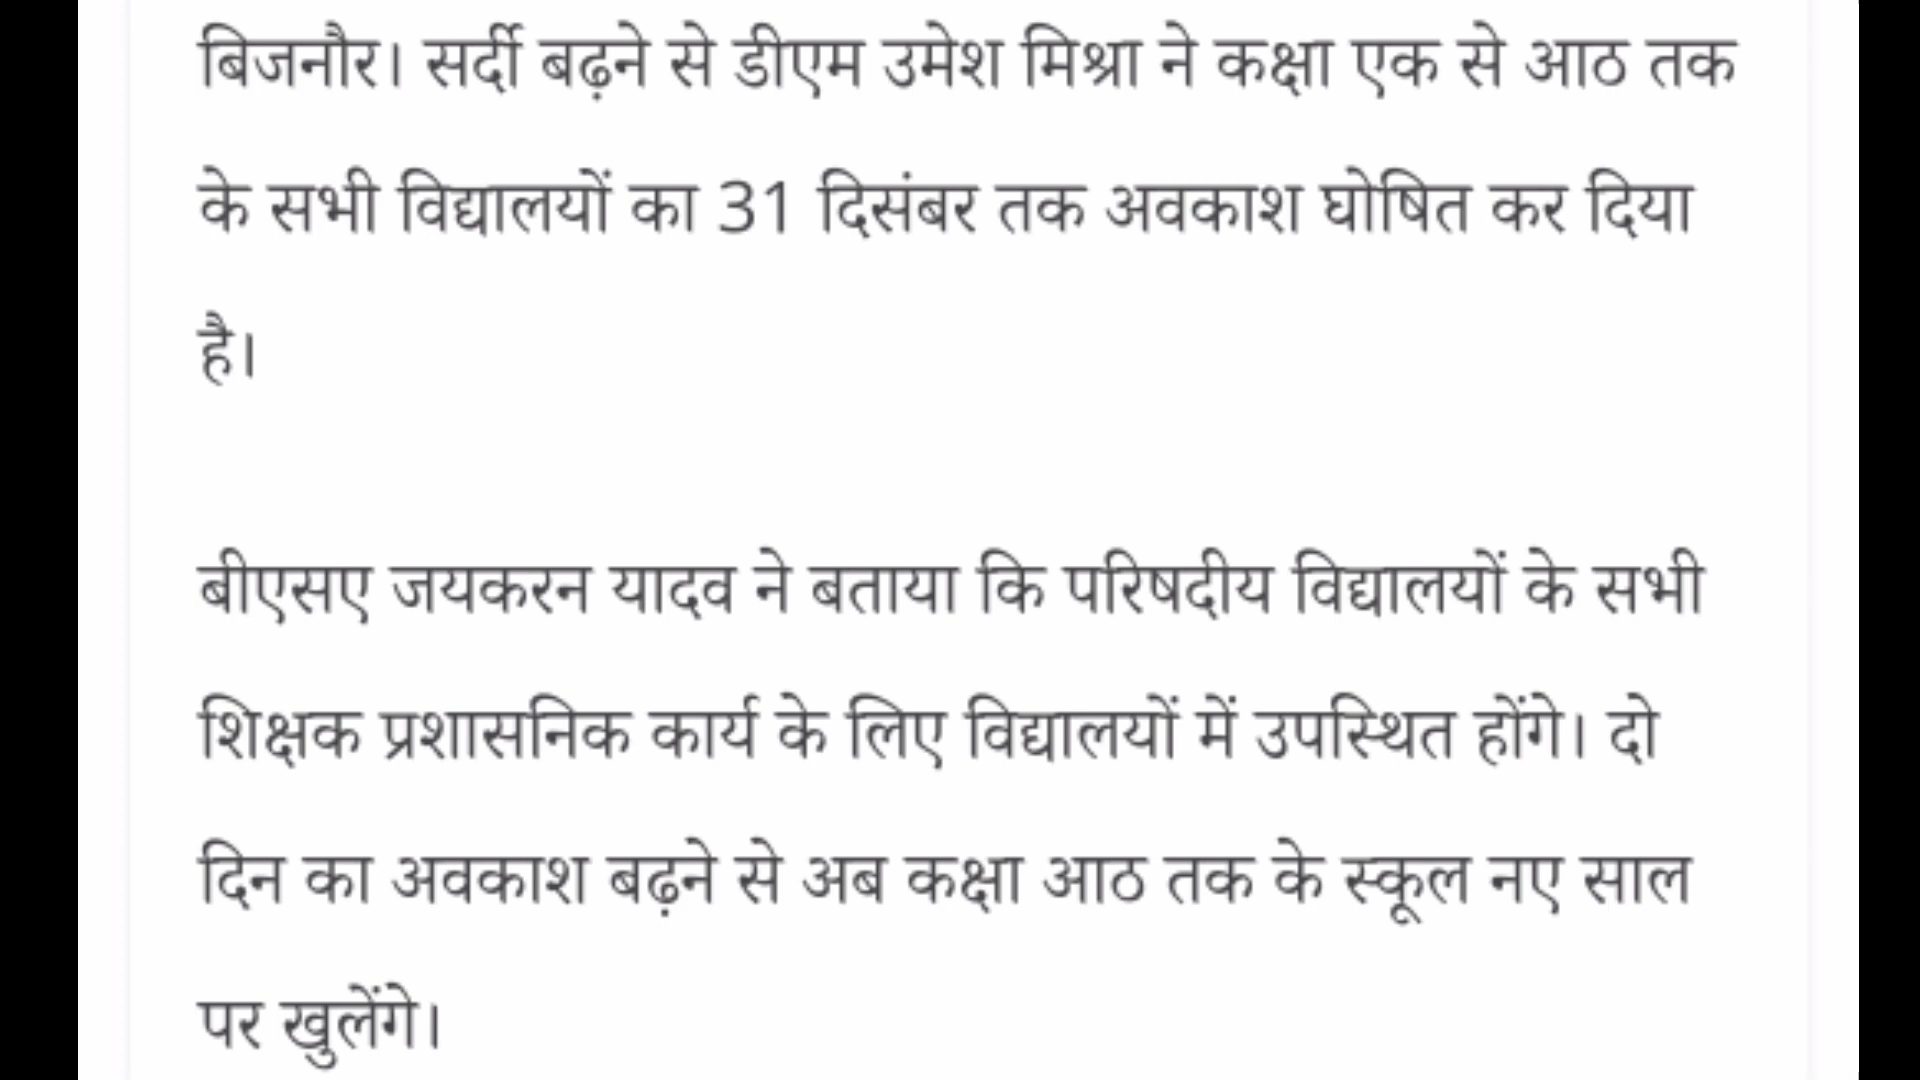 बिजनौर। सर्दी बढ़ने से डीएम उमेश मिश्रा ने कक्षा एक से आठ तक
के सभी विद्यालयों का 31 दिसंबर तक अवकाश घोषित कर दिया
है।
बीएसए जयकरन यादव ने बताया कि परिषदीय विद्यालयों के सभी
शिक्षक प्रशासनिक कार्य के लिए विद्यालयों में उपस्थित होंगे। दो
दिन का अवकाश बढ़ने से अब कक्षा आठ तक के स्कूल नए साल
पर खुलेंगे।